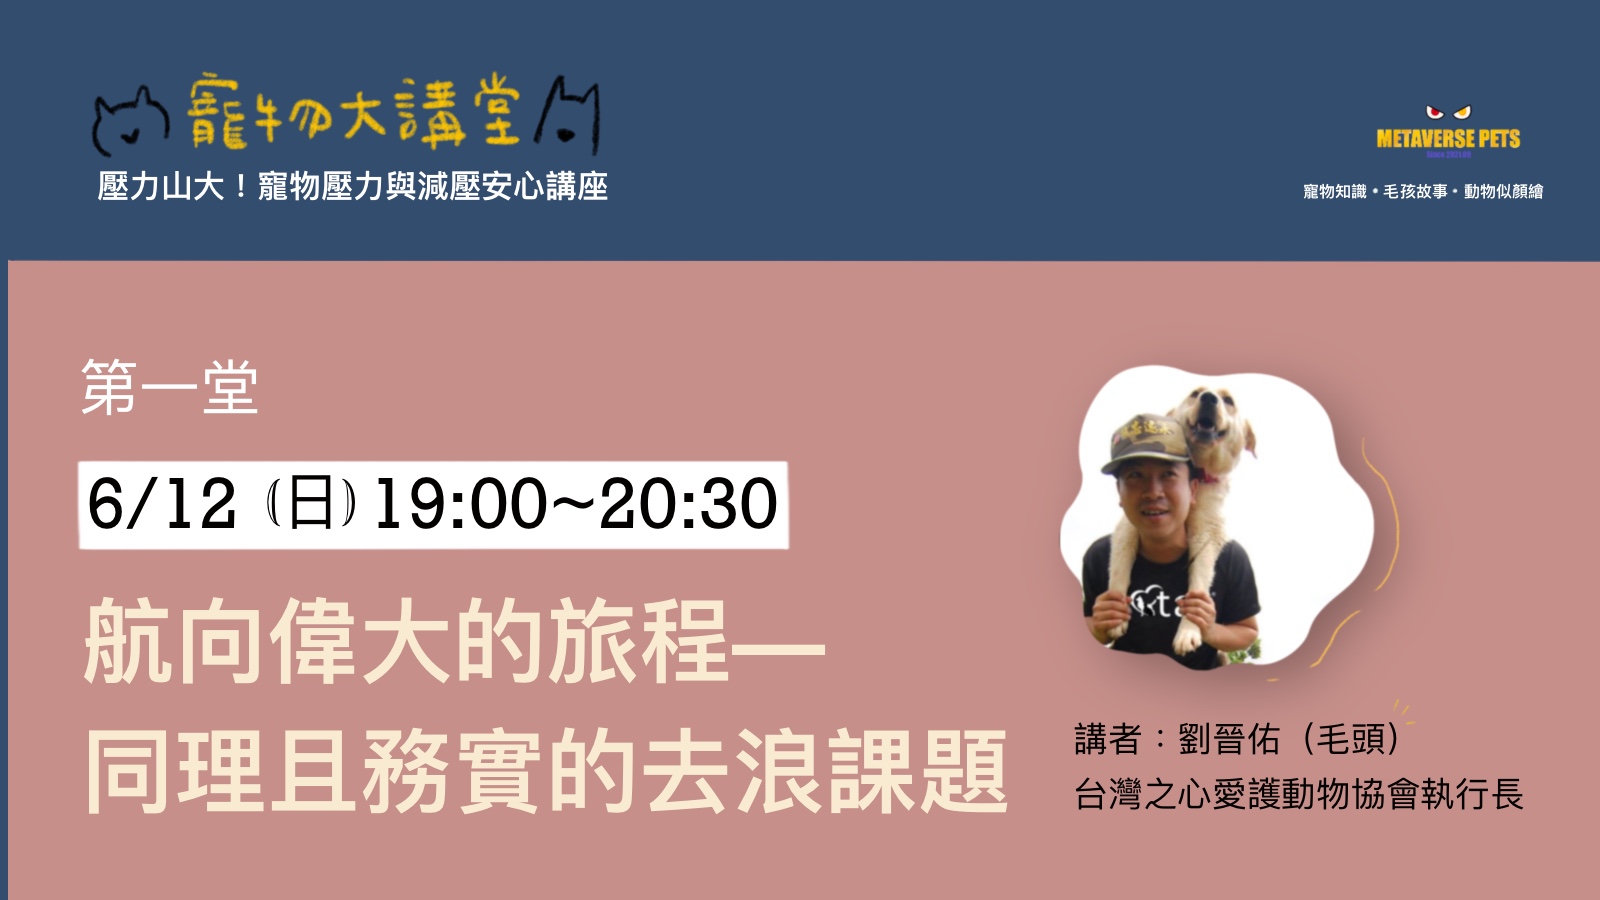 寵物大講堂
壓力山大！寵物壓力與減壓安心講座
METAVERSE PETS
Since 2021.09
寵物知識・毛孩故事・動物似顏繪
第一堂
6/12（日）19:00~20:30
航向偉大的旅程—
同理且務實的去浪課題
講者：劉晉佑（毛頭）
台灣之心愛護動物協會執行長